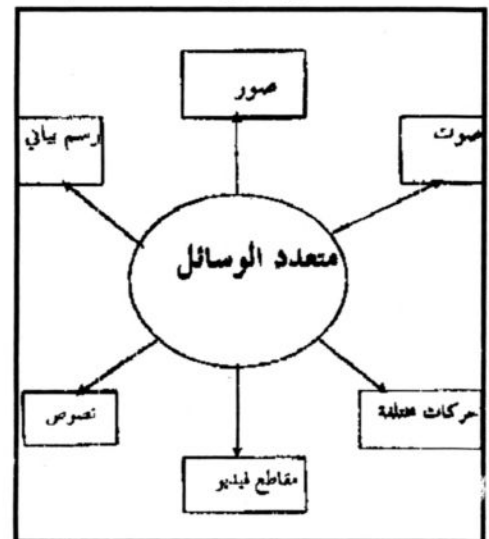 صور
صوت
رسم بياني
متعدد الوسائل
حركات مختلفة
نصوص
مقاطع فيديو